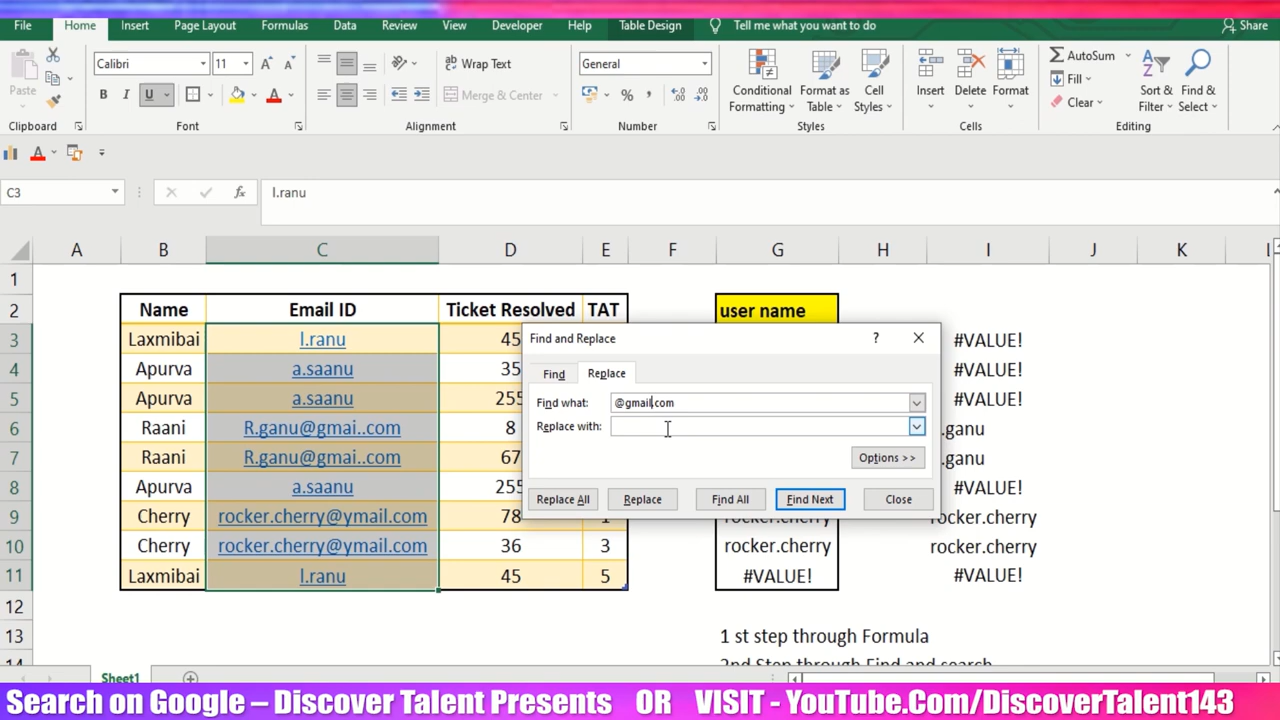 File Home Insert Page Layout Formulas Data Review View Developer Help Table Design Tell me what you want to do Share
Calibri 11 Wrap Text General AutoSum
Fill
Paste B I U Merge & Center % Conditional Format as Cell Insert Delete Format Clear Sort & Find &
Formatting Table Styles Filter Select
Clipboard Font Alignment Number Styles Cells Editing
C3 fx l.ranu
A B C D E F G H I J K L
1
2 Name Email ID Ticket Resolved TAT user name
3 Laxmibai l.ranu 45 #VALUE!
4 Apurva a.saanu 35 #VALUE!
5 Apurva a.saanu 255 #VALUE!
6 Raani R.ganu@gmai..com 8 .ganu
7 Raani R.ganu@gmai..com 67 .ganu
8 Apurva a.saanu 255 #VALUE!
9 Cherry rocker.cherry@ymail.com 78 1 rocker.cherry rocker.cherry
10 Cherry rocker.cherry@ymail.com 36 3 rocker.cherry rocker.cherry
11 Laxmibai l.ranu 45 5 #VALUE! #VALUE!
12
13 1 st step through Formula
14 2nd Step through Find and search
Find and Replace ?
Find Replace
Find what: @gmail.com
Replace with:
Options >>
Replace All Replace Find All Find Next Close
Sheet1
Search on Google – Discover Talent Presents OR VISIT - YouTube.Com/DiscoverTalent143